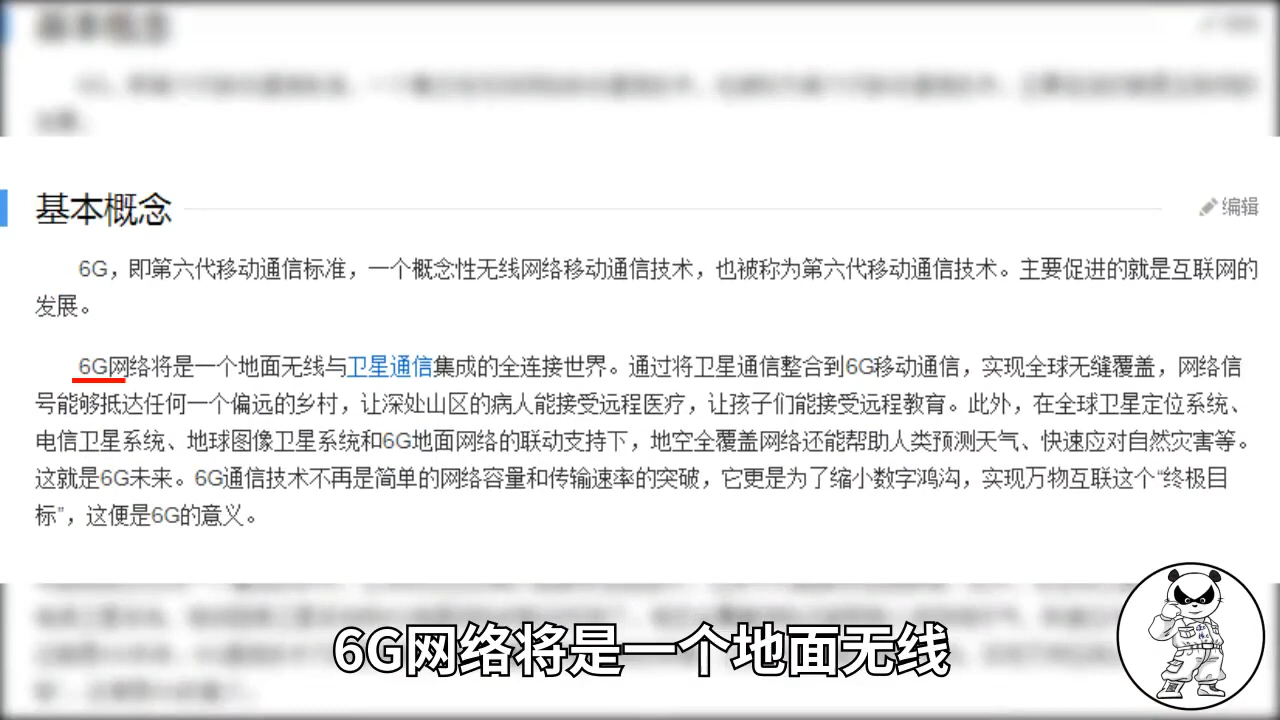 基本概念
编辑
6G，即第六代移动通信标准，一个概念性无线网络移动通信技术，也被称为第六代移动通信技术。主要促进的就是互联网的
发展。
6G网络将是一个地面无线与卫星通信集成的全连接世界。通过将卫星通信整合到6G移动通信，实现全球无缝覆盖，网络信
号能够抵达任何一个偏远的乡村，让深处山区的病人能接受远程医疗，让孩子们能接受远程教育。此外，在全球卫星定位系统、
电信卫星系统、地球图像卫星系统和6G地面网络的联动支持下，地空全覆盖网络还能帮助人类预测天气、快速应对自然灾害等。
这就是6G未来。6G通信技术不再是简单的网络容量和传输速率的突破，它更是为了缩小数字鸿沟，实现万物互联这个“终极目
标”，这便是6G的意义。
6G网络将是一个地面无线